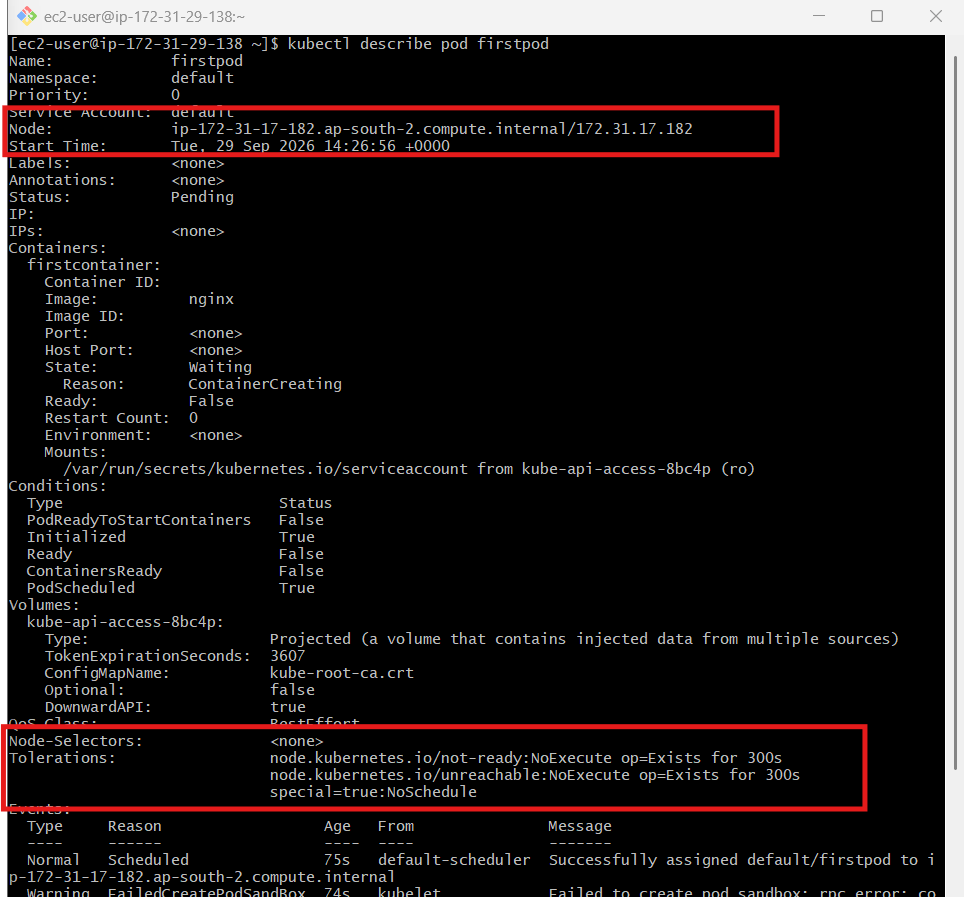 ec2-user@ip-172-31-29-138:~
[ec2-user@ip-172-31-29-138 ~]$ kubectl describe pod firstpod
Name:             firstpod
Namespace:        default
Priority:         0
Service Account:  default
Node:             ip-172-31-17-182.ap-south-2.compute.internal/172.31.17.182
Start Time:       Tue, 29 Sep 2026 14:26:56 +0000
Labels:           <none>
Annotations:      <none>
Status:           Pending
IP:
IPs:              <none>
Containers:
  firstcontainer:
    Container ID:
    Image:          nginx
    Image ID:
    Port:           <none>
    Host Port:      <none>
    State:          Waiting
      Reason:       ContainerCreating
    Ready:          False
    Restart Count:  0
    Environment:    <none>
    Mounts:
      /var/run/secrets/kubernetes.io/serviceaccount from kube-api-access-8bc4p (ro)
Conditions:
  Type                        Status
  PodReadyToStartContainers   False
  Initialized                 True
  Ready                       False
  ContainersReady             False
  PodScheduled                True
Volumes:
  kube-api-access-8bc4p:
    Type:                    Projected (a volume that contains injected data from multiple sources)
    TokenExpirationSeconds:  3607
    ConfigMapName:           kube-root-ca.crt
    Optional:                false
    DownwardAPI:             true
QoS Class:                   BestEffort
Node-Selectors:              <none>
Tolerations:                 node.kubernetes.io/not-ready:NoExecute op=Exists for 300s
                             node.kubernetes.io/unreachable:NoExecute op=Exists for 300s
                             special=true:NoSchedule
Events:
  Type     Reason                  Age   From               Message
  ----     ------                  ----  ----               -------
  Normal   Scheduled               75s   default-scheduler  Successfully assigned default/firstpod to i
p-172-31-17-182.ap-south-2.compute.internal
  Warning  FailedCreatePodSandBox  74s   kubelet            Failed to create pod sandbox: rpc error: co